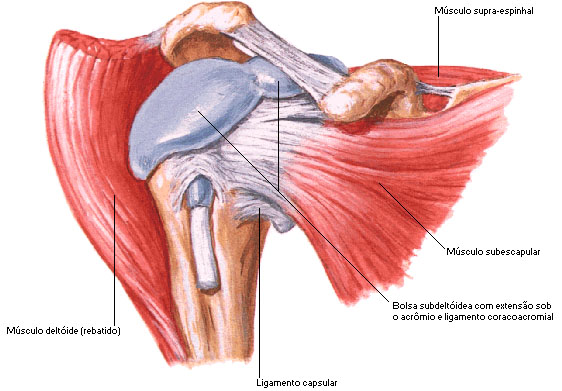 Músculo supra-espinhal
Músculo subescapular
Bolsa subdeltóidea com extensão sob
o acrômio e ligamento coracoacromial
Músculo deltóide (rebatido)
Ligamento capsular